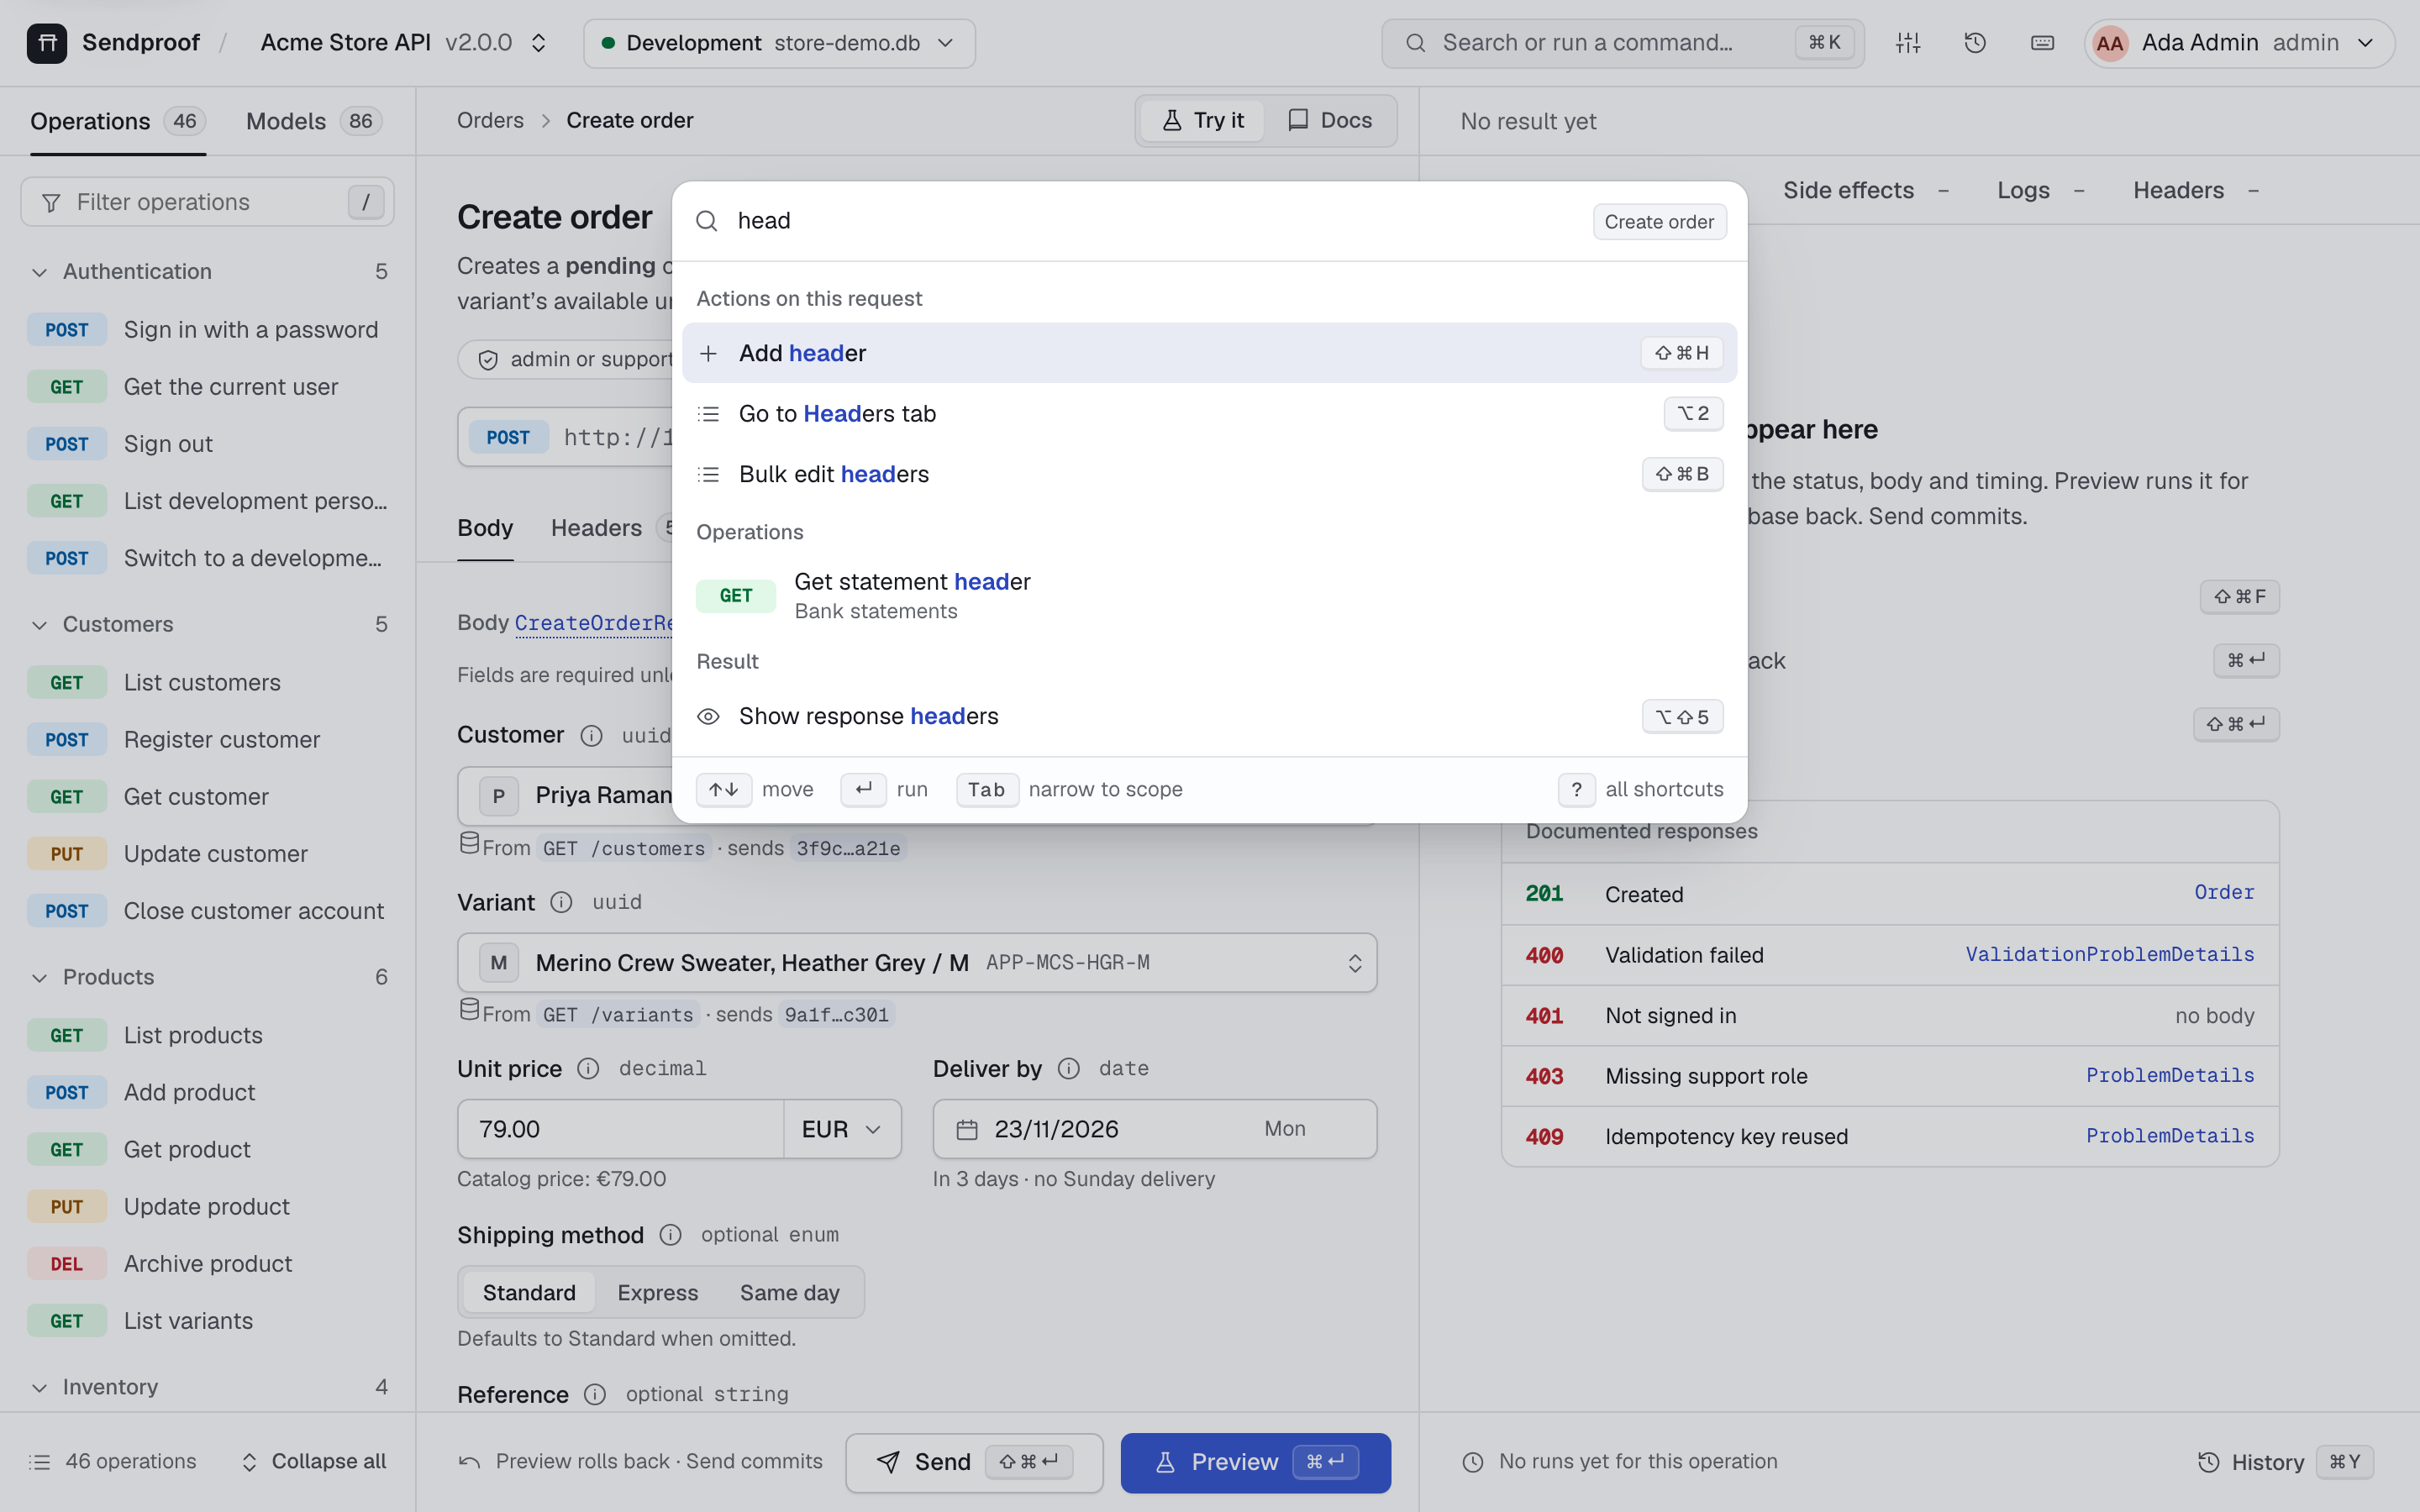 Sendproof / Acme Store API v2.0.0
Development store-demo.db
Search or run a command… ⌘K
AA Ada Admin admin
Operations 46 Models 86
Filter operations /
Authentication 5
POST Sign in with a password
GET Get the current user
POST Sign out
GET List development perso…
POST Switch to a developme…
Customers 5
GET List customers
POST Register customer
GET Get customer
PUT Update customer
POST Close customer account
Products 6
GET List products
POST Add product
GET Get product
PUT Update product
DEL Archive product
GET List variants
Inventory 4
46 operations Collapse all
Orders > Create order
Try it Docs
Create order
Creates a pending
variant’s available
admin or support
POST http://
Body Headers
Body CreateOrderRe
Fields are required
Customer uuid
P Priya Raman
From GET /customers · sends 3f9c…a21e
Variant uuid
M Merino Crew Sweater, Heather Grey / M APP-MCS-HGR-M
From GET /variants · sends 9a1f…c301
Unit price decimal
79.00 EUR
Catalog price: €79.00
Deliver by date
23/11/2026 Mon
In 3 days · no Sunday delivery
Shipping method optional enum
Standard Express Same day
Defaults to Standard when omitted.
Reference optional string
Preview rolls back · Send commits
Send ⇧⌘↵
Preview ⌘↵
head
Create order
Actions on this request
Add header ⇧⌘H
Go to Headers tab ⌥2
Bulk edit headers ⇧⌘B
Operations
GET Get statement header
Bank statements
Result
Show response headers ⌥⇧5
↑↓ move ↵ run Tab narrow to scope
? all shortcuts
No result yet
Side effects – Logs – Headers –
appear here
the status, body and timing. Preview runs it for
base back. Send commits.
⇧⌘F
back ⌘↵
⇧⌘↵
Documented responses
201 Created Order
400 Validation failed ValidationProblemDetails
401 Not signed in no body
403 Missing support role ProblemDetails
409 Idempotency key reused ProblemDetails
No runs yet for this operation
History ⌘Y